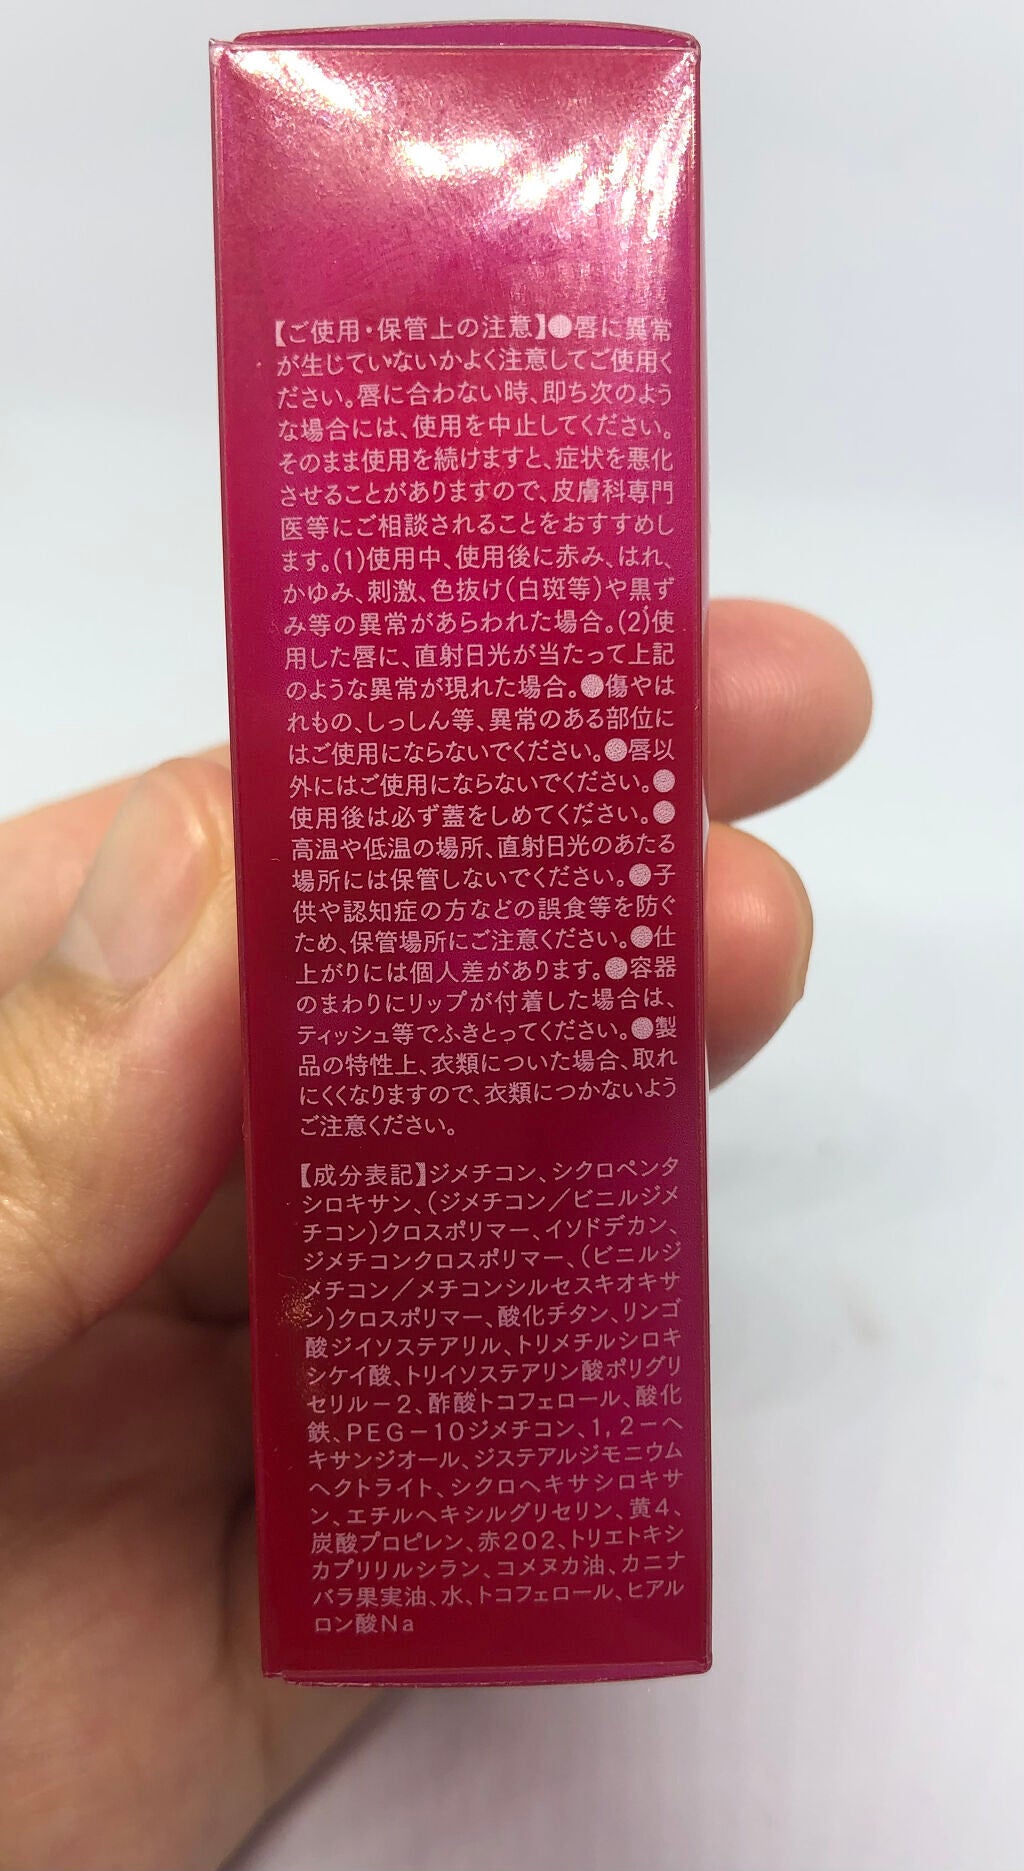 【ご使用・保管上の注意】●唇に異常
が生じていないかよく注意してご使用く
ださい。唇に合わない時、即ち次のよう
な場合には、使用を中止してください。
そのまま使用を続けますと、症状を悪化
させることがありますので、皮膚科専門
医等にご相談されることをおすすめし
ます。(1)使用中、使用後に赤み、はれ、
かゆみ、刺激、色抜け(白斑等)や黒ず
み等の異常があらわれた場合。(2)使
用した唇に、直射日光が当たって上記
のような異常が現れた場合。●傷やは
れもの、しっしん等、異常のある部位に
はご使用にならないでください。●唇以
外にはご使用にならないでください。●
使用後は必ず蓋をしめてください。●
高温や低温の場所、直射日光のあたる
場所には保管しないでください。●子
供や認知症の方などの誤食等を防ぐ
ため、保管場所にご注意ください。●仕
上がりには個人差があります。●容器
のまわりにリップが付着した場合は、
ティッシュ等でふきとってください。●製
品の特性上、衣類についた場合、取れ
にくくなりますので、衣類につかないよう
ご注意ください。
【成分表記】ジメチコン、シクロペンタ
シロキサン、(ジメチコン/ビニルジメ
チコン)クロスポリマー、イソドデカン、
ジメチコンクロスポリマー、(ビニルジ
メチコン/メチコンシルセスキオキサ
ン)クロスポリマー、酸化チタン、リンゴ
酸ジイソステアリル、トリメチルシロキ
シケイ酸、トリイソステアリン酸ポリグリ
セリル-2、酢酸トコフェロール、酸化
鉄、PEG-10ジメチコン、1,2-ヘ
キサンジオール、ジステアルジモニウム
ヘクトライト、シクロヘキサシロキサ
ン、エチルヘキシルグリセリン、黄4、
炭酸プロピレン、赤202、トリエトキシ
カプリリルシラン、コメヌカ油、カニナ
バラ果実油、水、トコフェロール、ヒアル
ロン酸Na